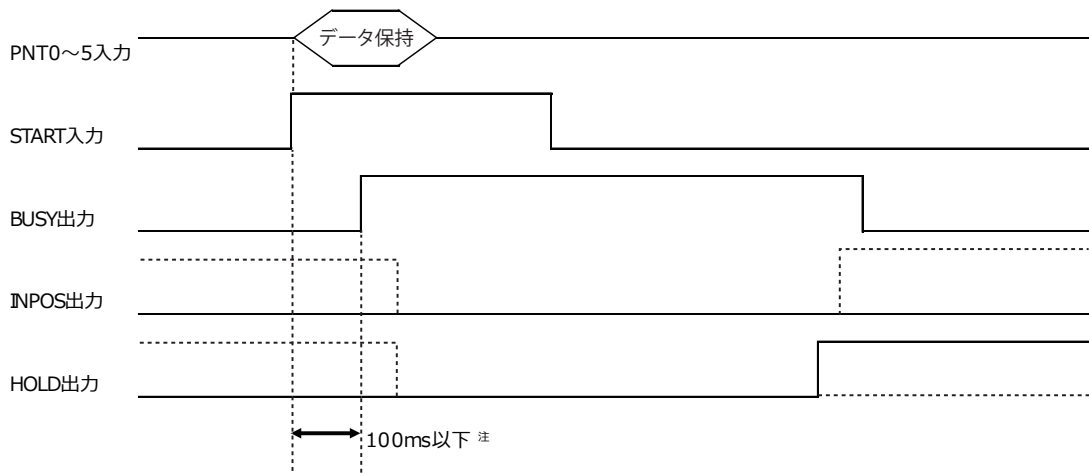 データ保持
PNT0～5入力
START入力
BUSY出力
INPOS出力
HOLD出力
100ms以下 注